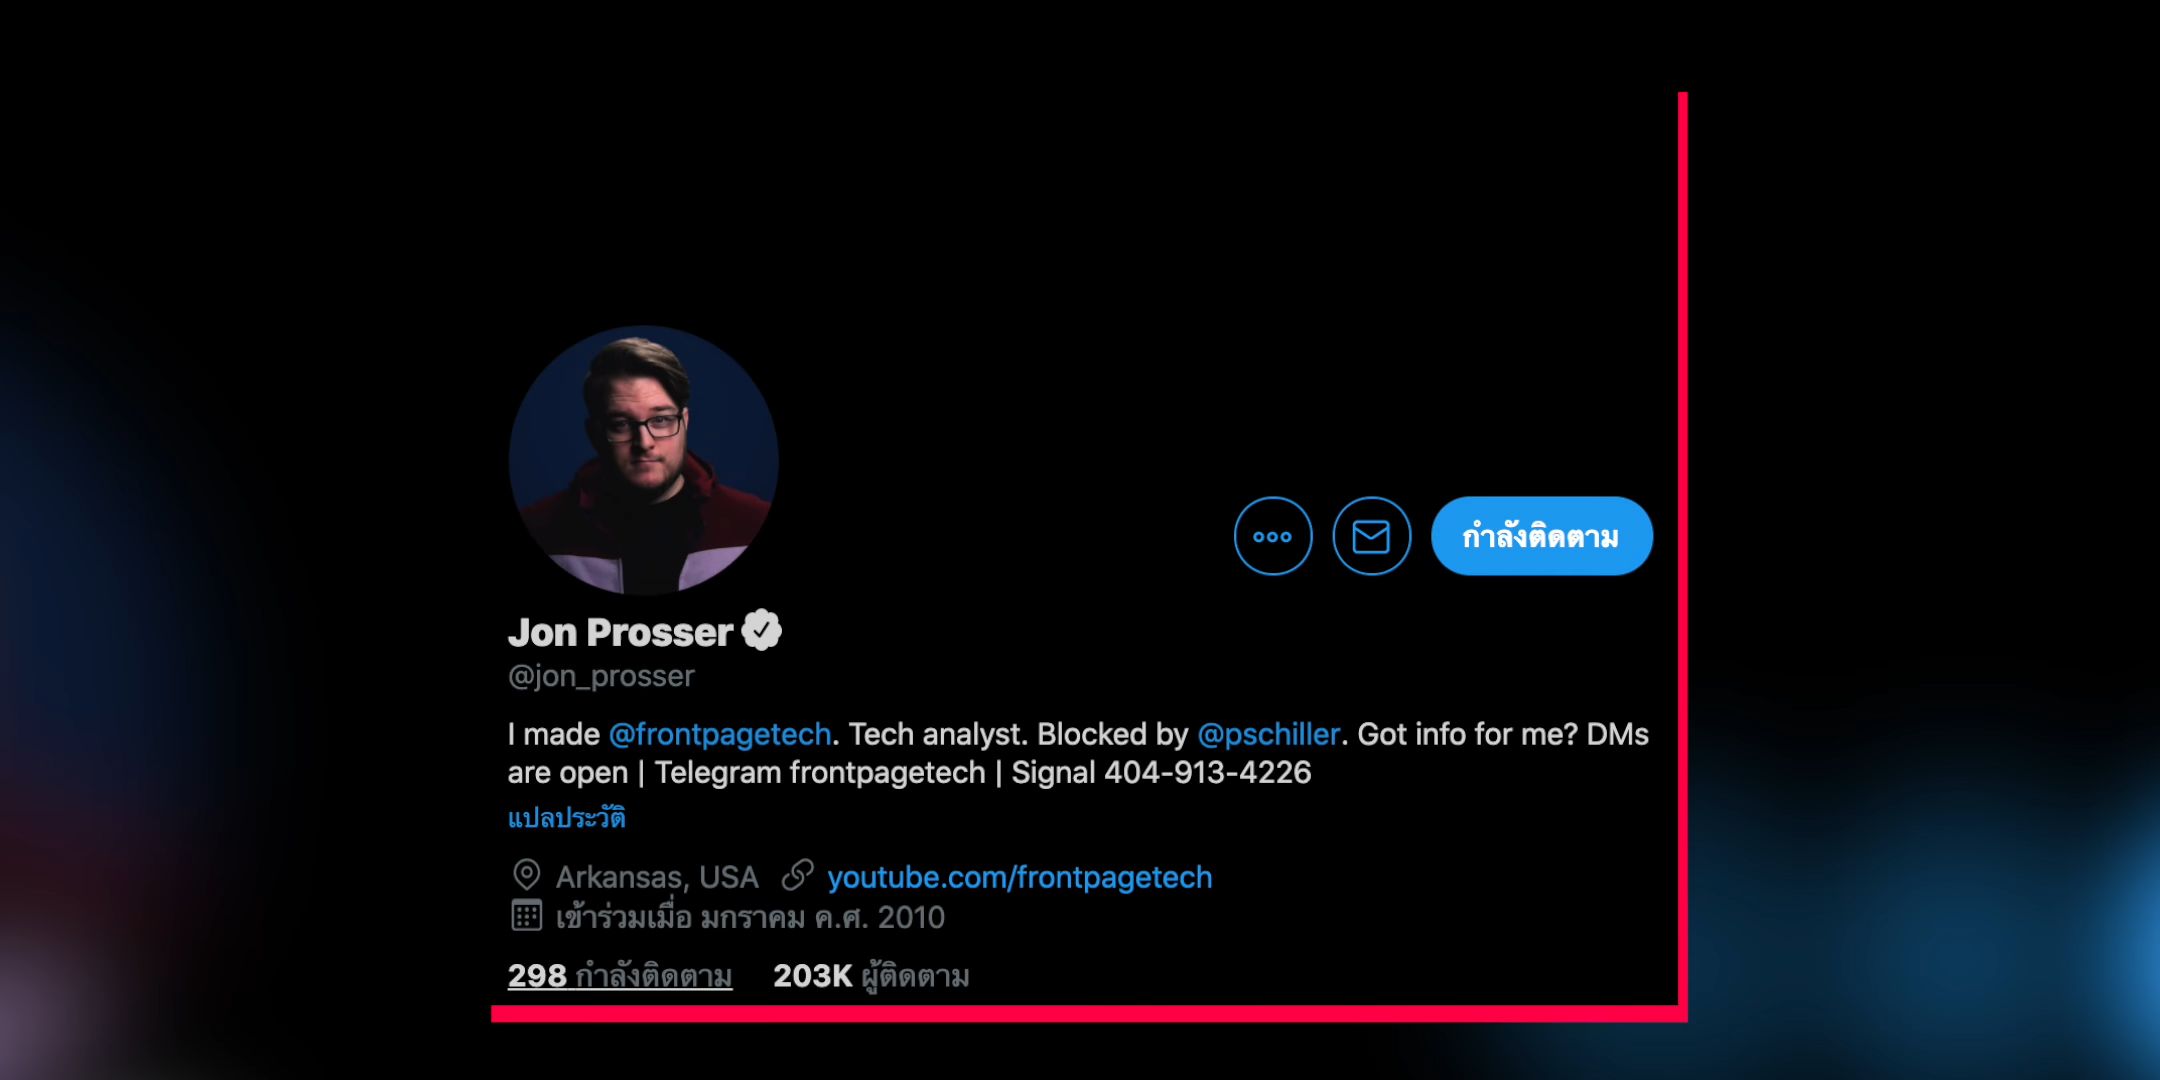 กำลังติดตาม
Jon Prosser
@jon_prosser
I made @frontpagetech. Tech analyst. Blocked by @pschiller. Got info for me? DMs
are open | Telegram frontpagetech | Signal 404-913-4226
แปลประวัติ
Arkansas, USA youtube.com/frontpagetech
เข้าร่วมเมื่อ มกราคม ค.ศ. 2010
298 กำลังติดตาม 203K ผู้ติดตาม